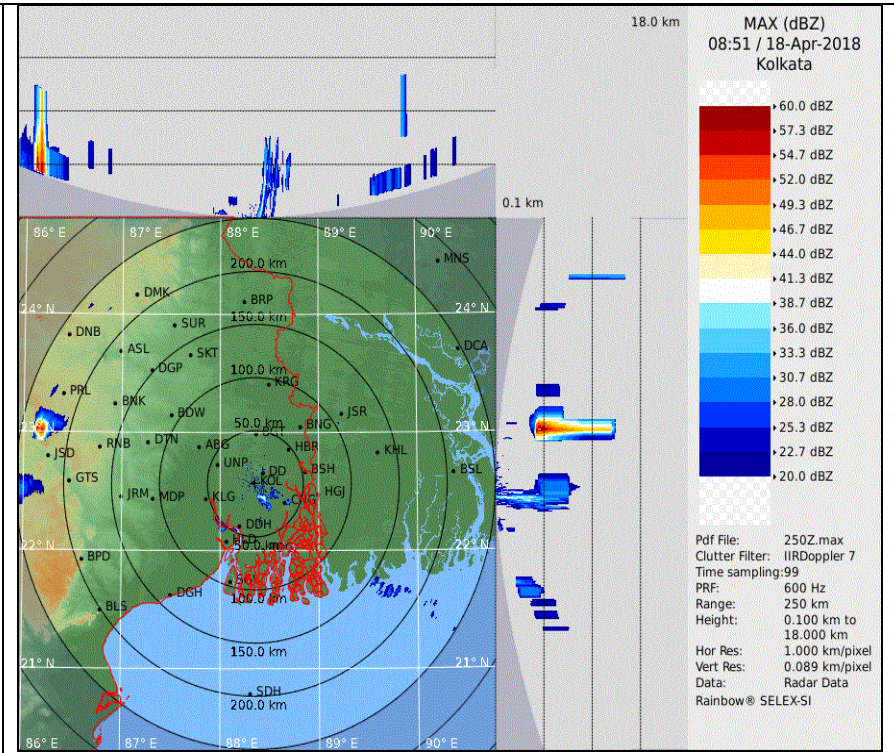 18.0 km
0.1 km
MAX (dBZ)
08:51 / 18-Apr-2018
Kolkata
60.0 dBZ
57.3 dBZ
54.7 dBZ
52.0 dBZ
49.3 dBZ
46.7 dBZ
44.0 dBZ
41.3 dBZ
38.7 dBZ
36.0 dBZ
33.3 dBZ
30.7 dBZ
28.0 dBZ
25.3 dBZ
22.7 dBZ
20.0 dBZ
Pdf File: 250Z.max
Clutter Filter: IIRDoppler 7
Time sampling:99
PRF: 600 Hz
Range: 250 km
Height: 0.100 km to
18.000 km
Hor Res: 1.000 km/pixel
Vert Res: 0.089 km/pixel
Data: Radar Data
Rainbow® SELEX-SI
86° E 87° E 88° E 89° E 90° E
MNS
200.0 km
DMK
BRP
24° N 24° N
150.0 km
SUR
DNB
DCA
ASL
SKT
DGP
100.0 km
KRG
PRL
BNK
BDW
JSR
50.0 km
BNG
23° N 23° N
RNB
DTN
ABG
HBR
KHL
JSD
UNP
DD
BSH
BSL
GTS
KOL
JRM
MDP
KLG
HGJ
DDH
22° N 22° N
50.0 km
BPD
DGH
100.0 km
BLS
150.0 km
21° N 21° N
SDH
200.0 km
86° E 87° E 88° E 89° E 90° E